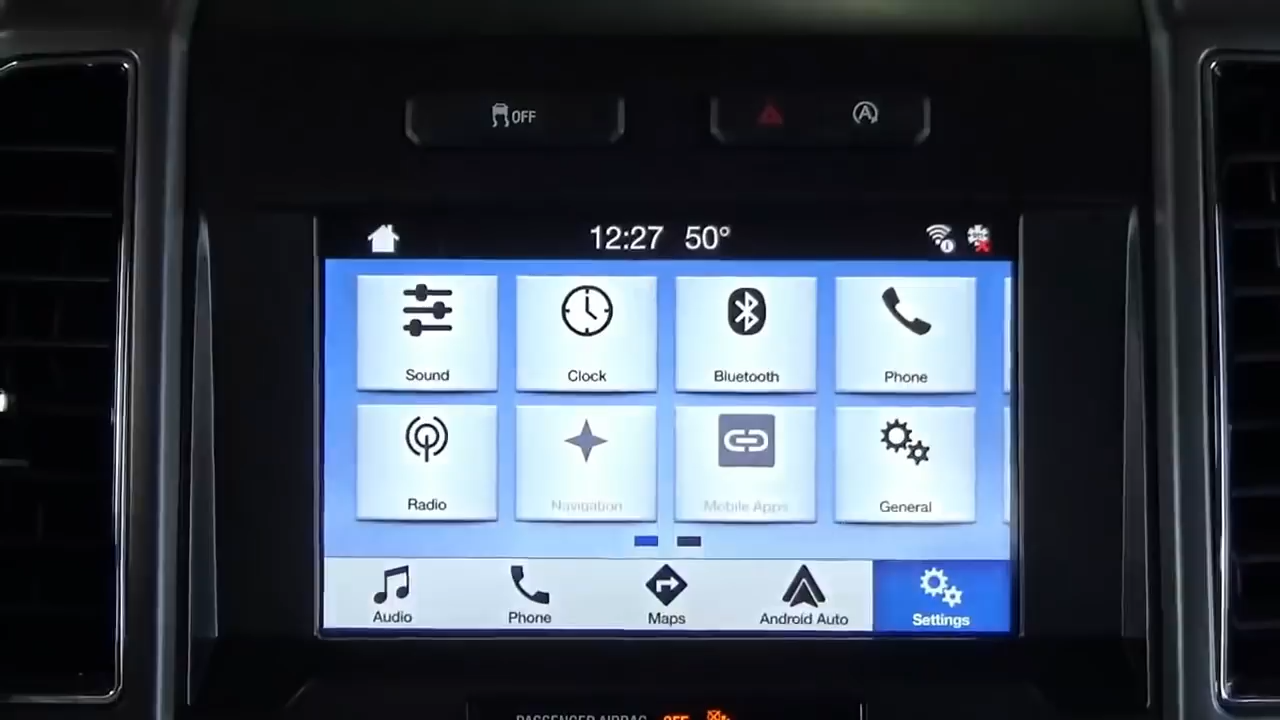 OFF
12:27 50°
Sound Clock Bluetooth Phone
Radio Navigation Mobile Apps General
Audio Phone Maps Android Auto Settings
PASSENGER AIRBAG OFF